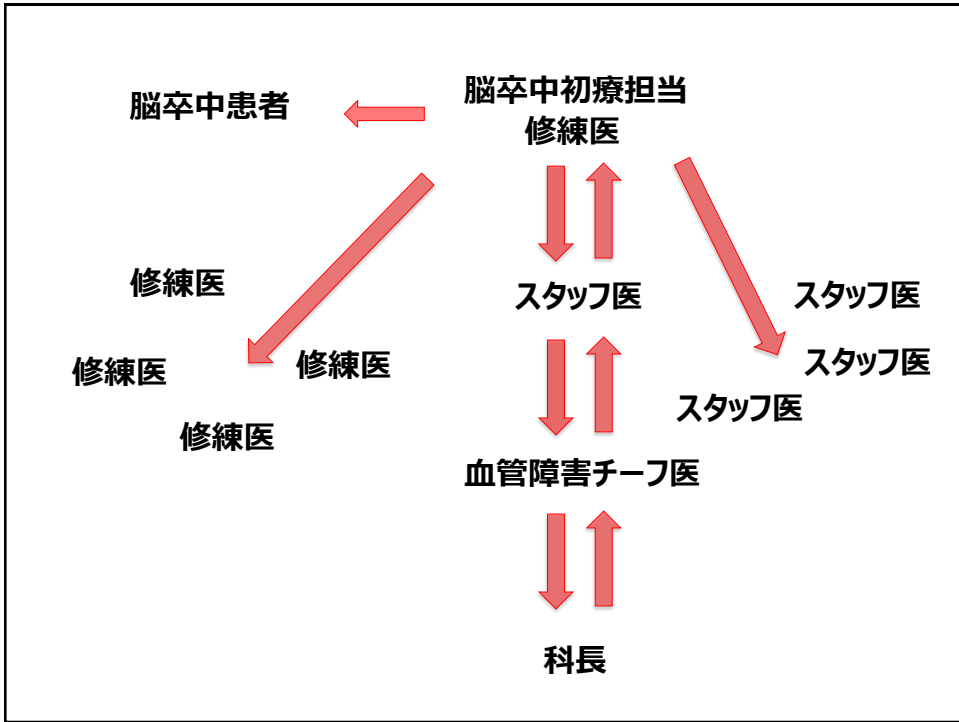 脳卒中患者
脳卒中初療担当
修練医
修練医
スタッフ医
スタッフ医
修練医
修練医
スタッフ医
スタッフ医
修練医
血管障害チーフ医
科長